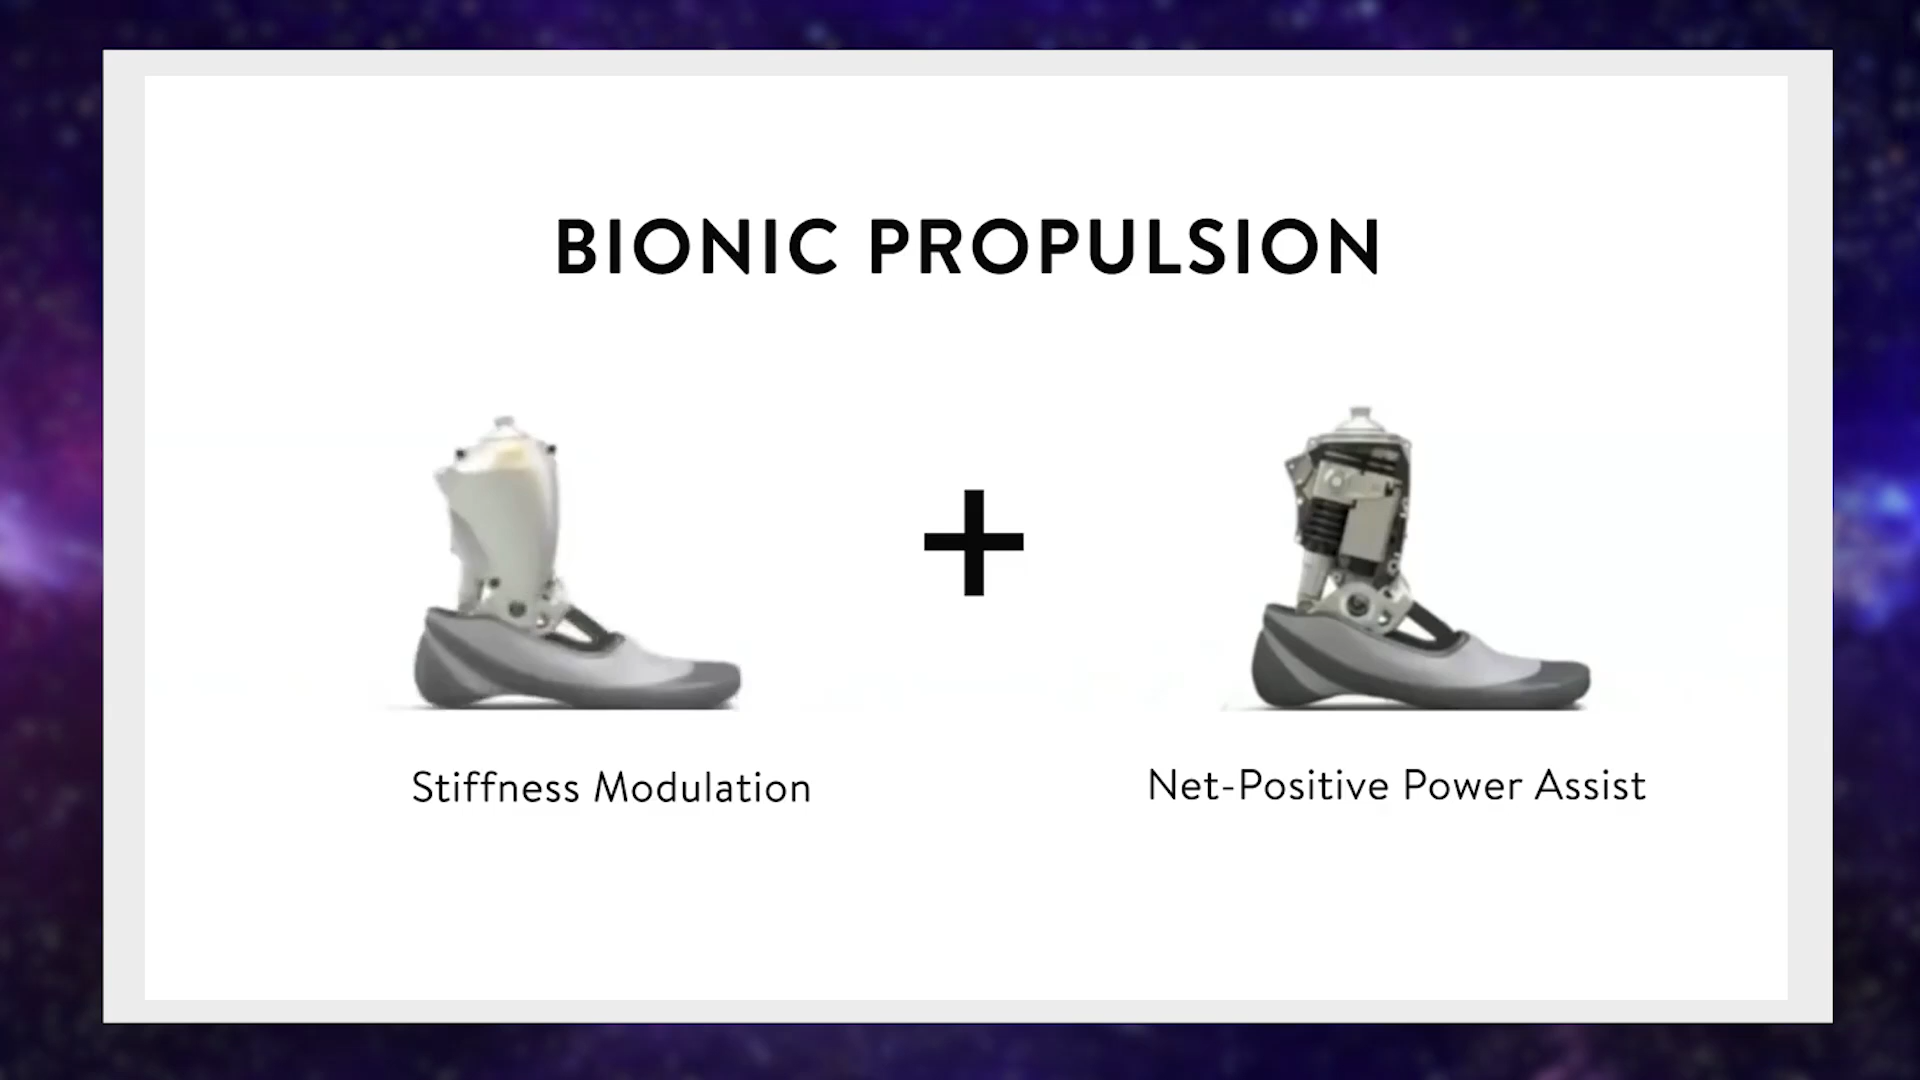 BIONIC PROPULSION
+
Stiffness Modulation
Net-Positive Power Assist